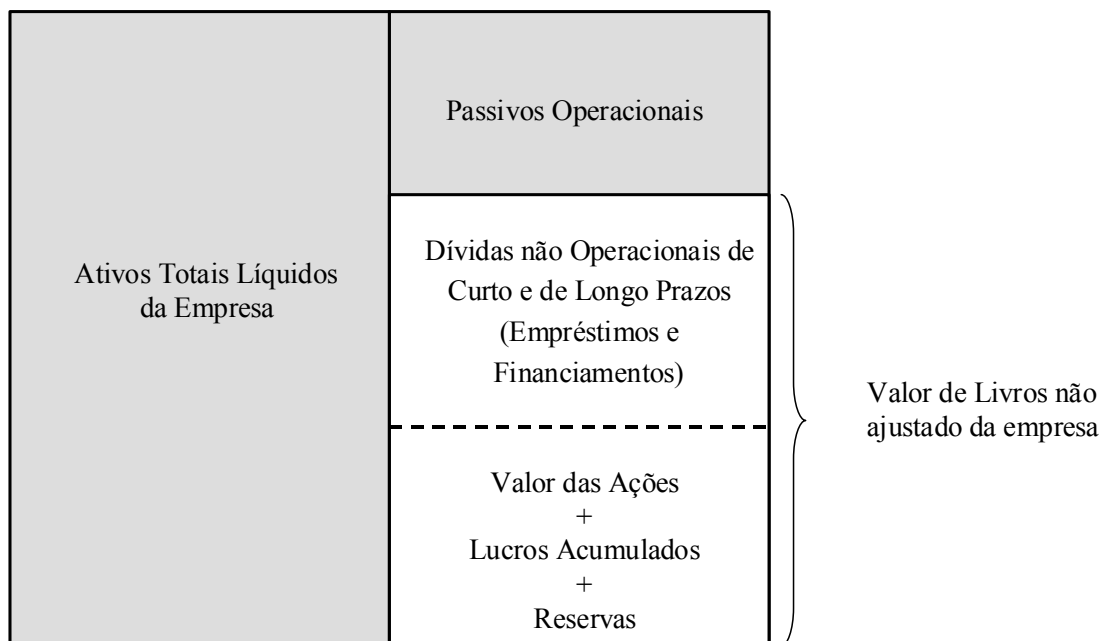 Passivos Operacionais
Ativos Totais Líquidos
da Empresa
Dívidas não Operacionais de
Curto e de Longo Prazos
(Empréstimos e
Financiamentos)
Valor das Ações
+
Lucros Acumulados
+
Reservas
Valor de Livros não
ajustado da empresa